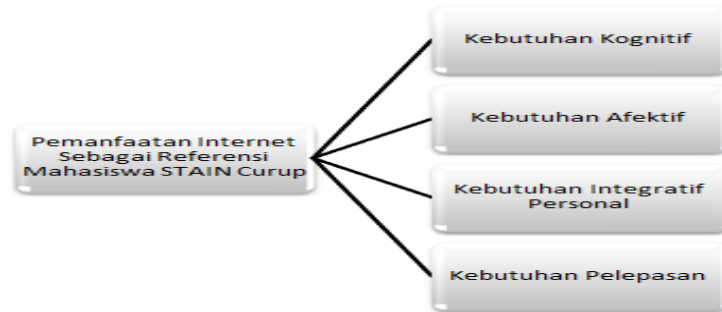 Pemanfaatan Internet
Sebagai Referensi
Mahasiswa STAIN Curup
Kebutuhan Kognitif
Kebutuhan Afektif
Kebutuhan Integratif
Personal
Kebutuhan Pelepasan